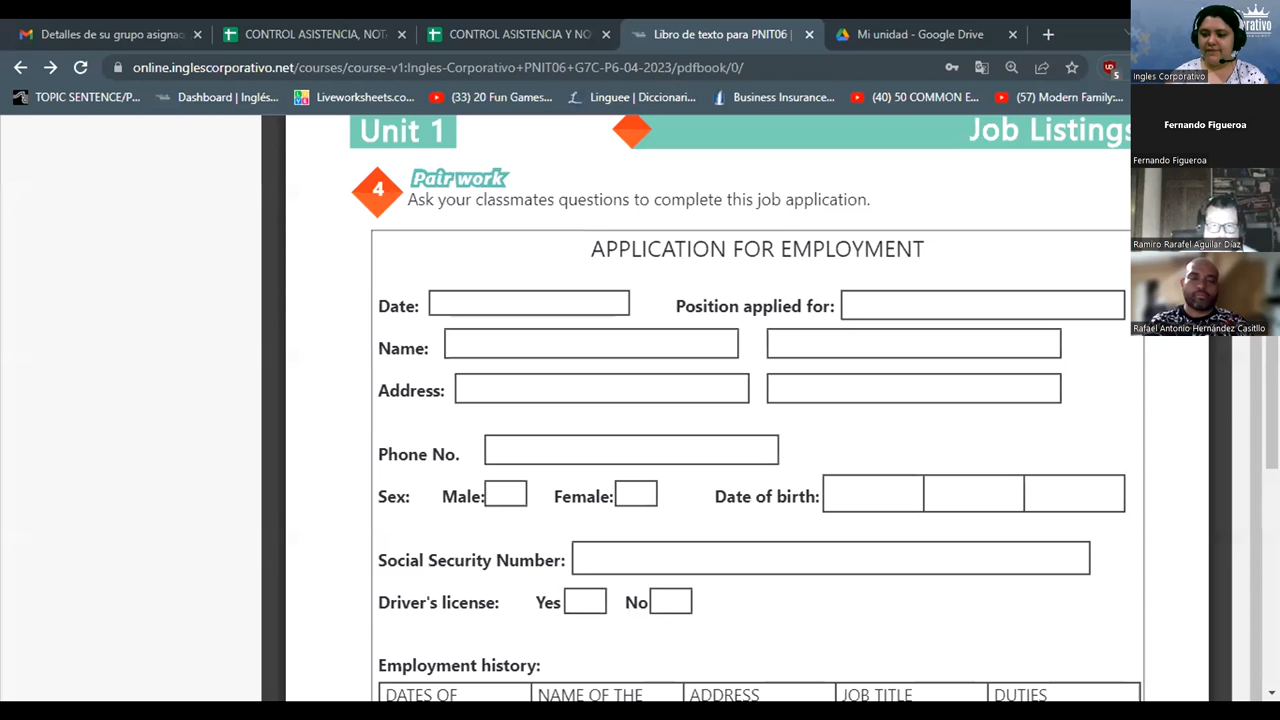 Detalles de su grupo asignac
CONTROL ASISTENCIA, NOTA
CONTROL ASISTENCIA Y NO
Libro de texto para PNIT06 |
Mi unidad - Google Drive
online.inglescorporativo.net/courses/course-v1:Ingles-Corporativo+PNIT06+G7C-P6-04-2023/pdfbook/0/
TOPIC SENTENCE/P...
Dashboard | Inglés...
Liveworksheets.co...
(33) 20 Fun Games...
Linguee | Diccionari...
Business Insurance...
(40) 50 COMMON E...
(57) Modern Family:...
Ingles Corporativo
Fernando Figueroa
Fernando Figueroa
Ramiro Rarafel Aguilar Díaz
Rafael Antonio Hernández Casitllo
Unit 1
Job Listings
4
Pair work
Ask your classmates questions to complete this job application.
APPLICATION FOR EMPLOYMENT
Date:
Position applied for:
Name:
Address:
Phone No.
Sex: Male: Female:
Date of birth:
Social Security Number:
Driver's license: Yes No
Employment history:
DATES OF
NAME OF THE
ADDRESS
JOB TITLE
DUTIES